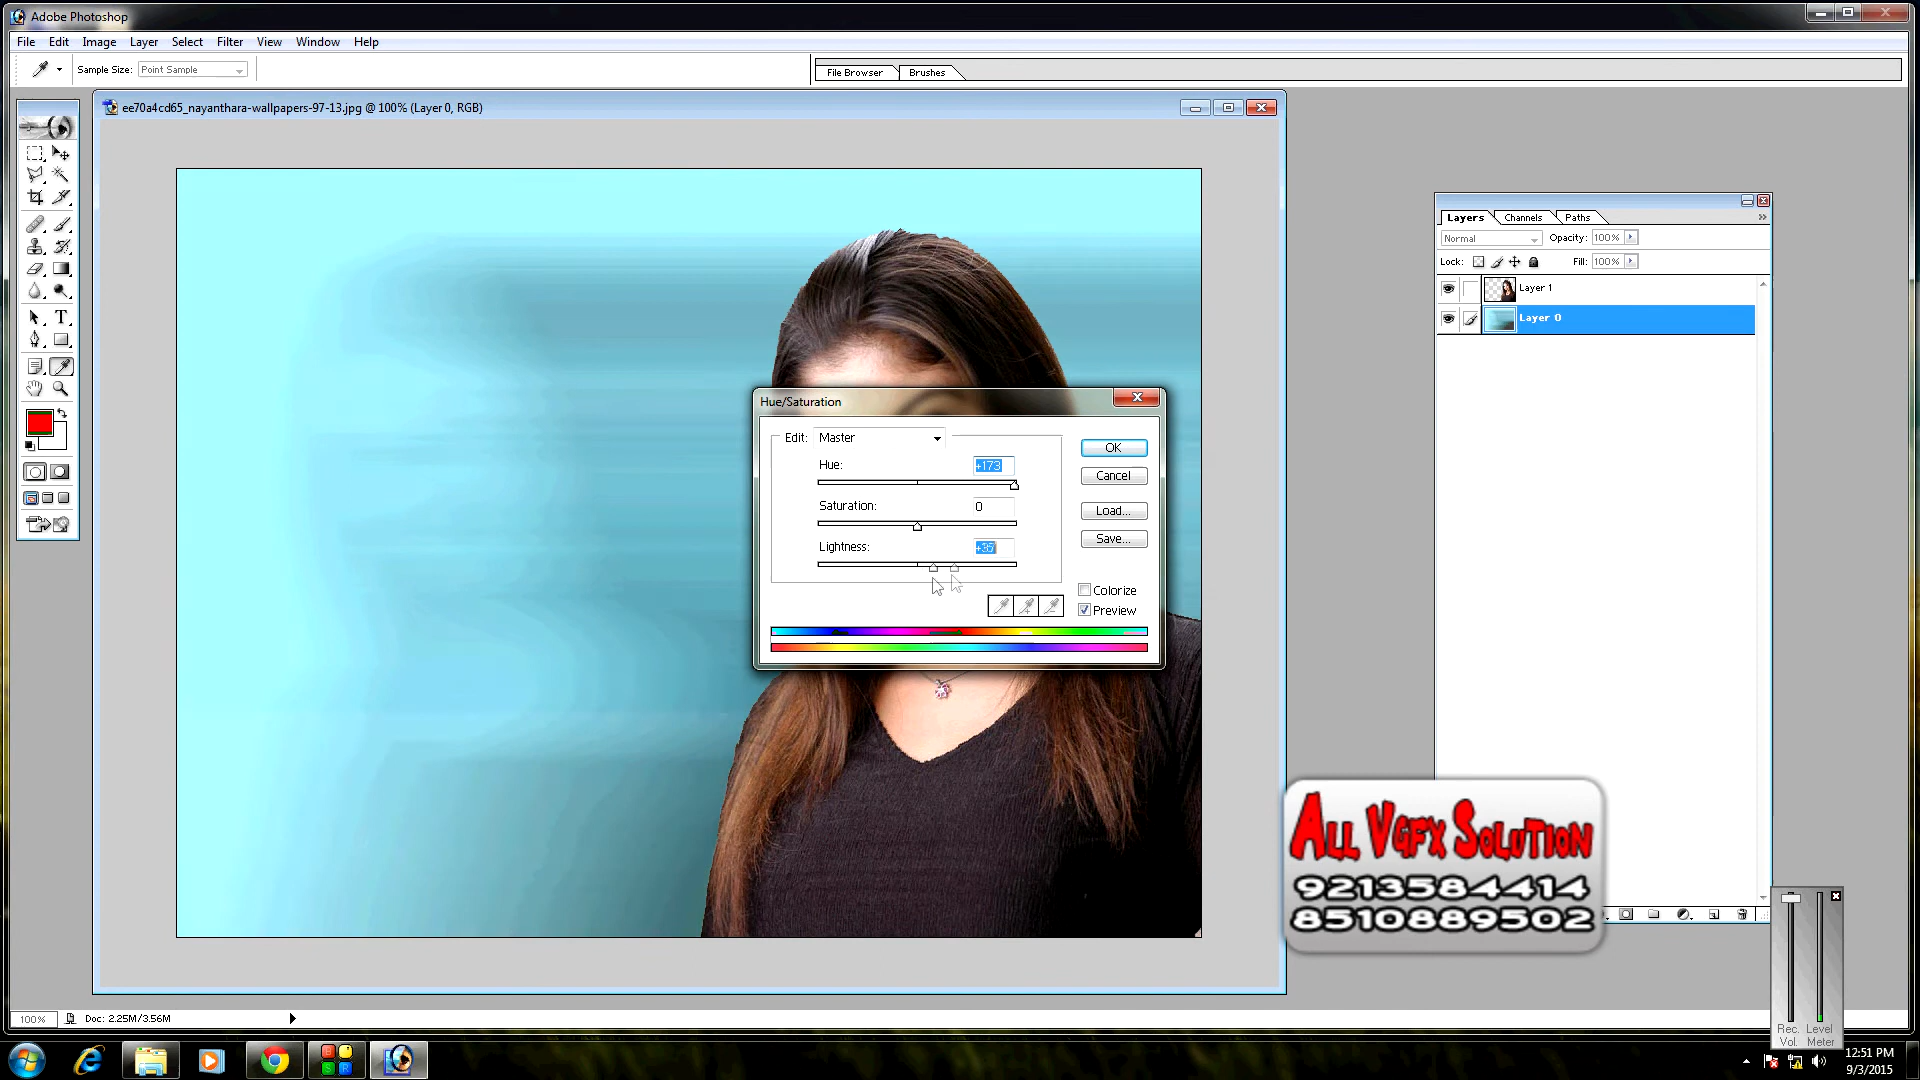 Adobe Photoshop
File Edit Image Layer Select Filter View Window Help
Sample Size: Point Sample
File Browser Brushes
ee70a4cd65_nayanthara-wallpapers-97-13.jpg @ 100% (Layer 0, RGB)
Layers Channels Paths
Normal Opacity: 100%
Lock: Fill: 100%
Layer 1
Layer 0
Hue/Saturation
Edit: Master
OK
Hue: +173
Cancel
Saturation: 0
Load...
Lightness:
Save...
Colorize
Preview
All Vgfx Solution
9213584414
8510889502
Rec. Level
Vol. Meter
100% Doc: 2.25M/3.56M
12:51 PM
9/3/2015